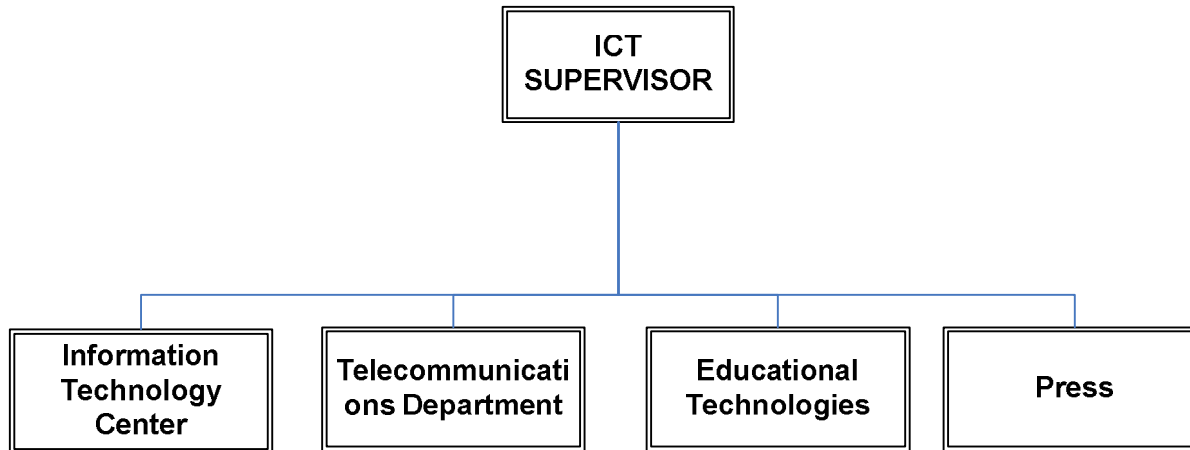 ICT
SUPERVISOR
Information
Technology
Center
Telecommunicati
ons Department
Educational
Technologies
Press